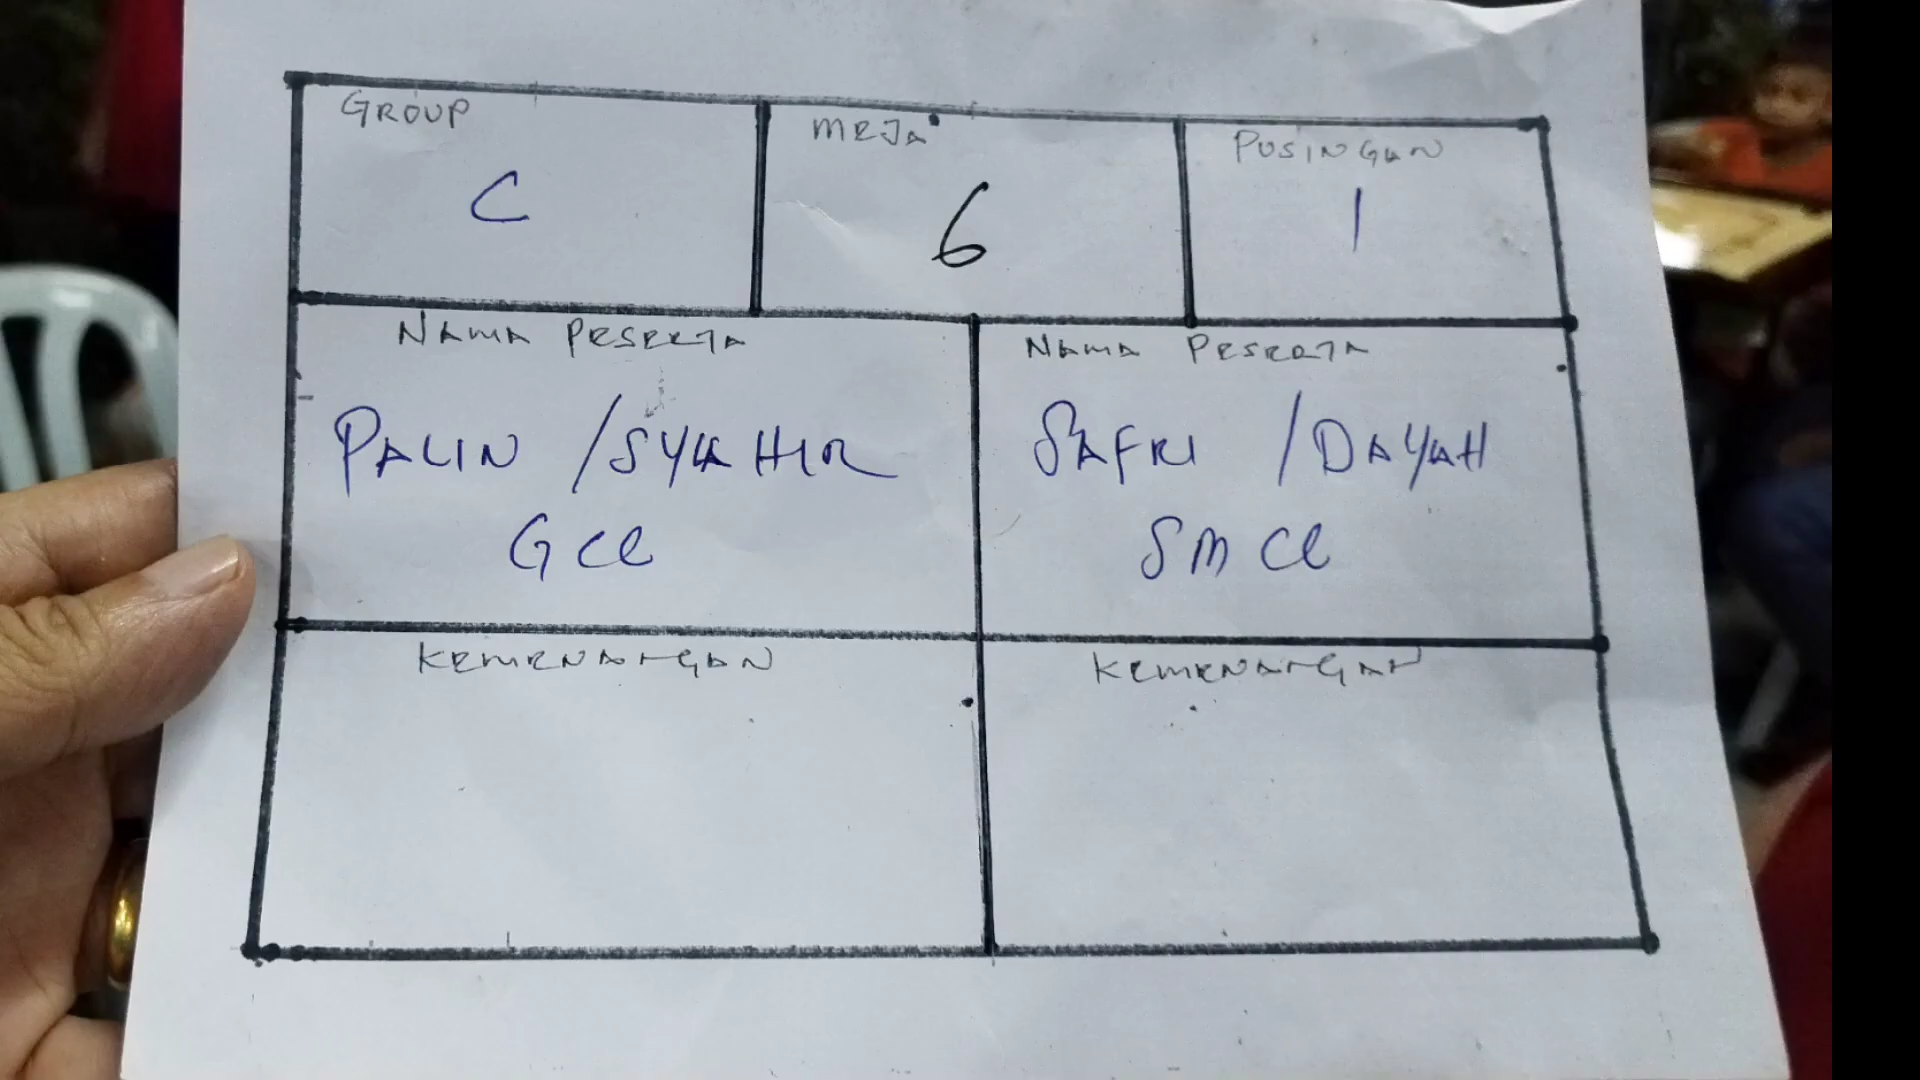 GROUP MEJA PUSINGAN
C 6 1
NAMA PESERTA NAMA PESERTA
PALIN / SYAHIR SAFRI / DAYAH
GCC SMCC
KEMENANGAN KEMENANGAN